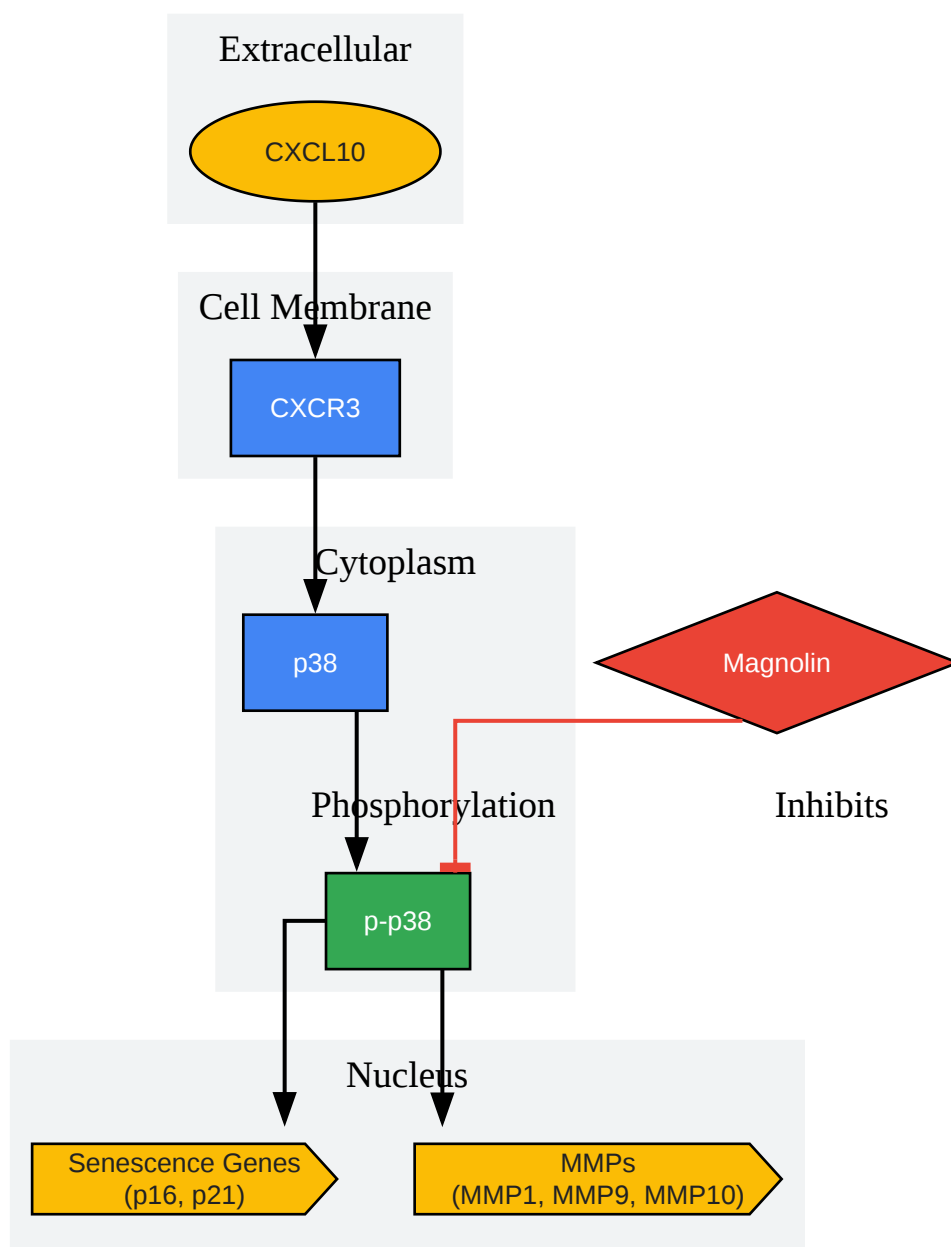 Extracellular
CXCL10
Cell Membrane
CXCR3
Cytoplasm
p38
Magnolin
Phosphorylation
Inhibits
p-p38
Nucleus
Senescence Genes
(p16, p21)
MMPs
(MMP1, MMP9, MMP10)